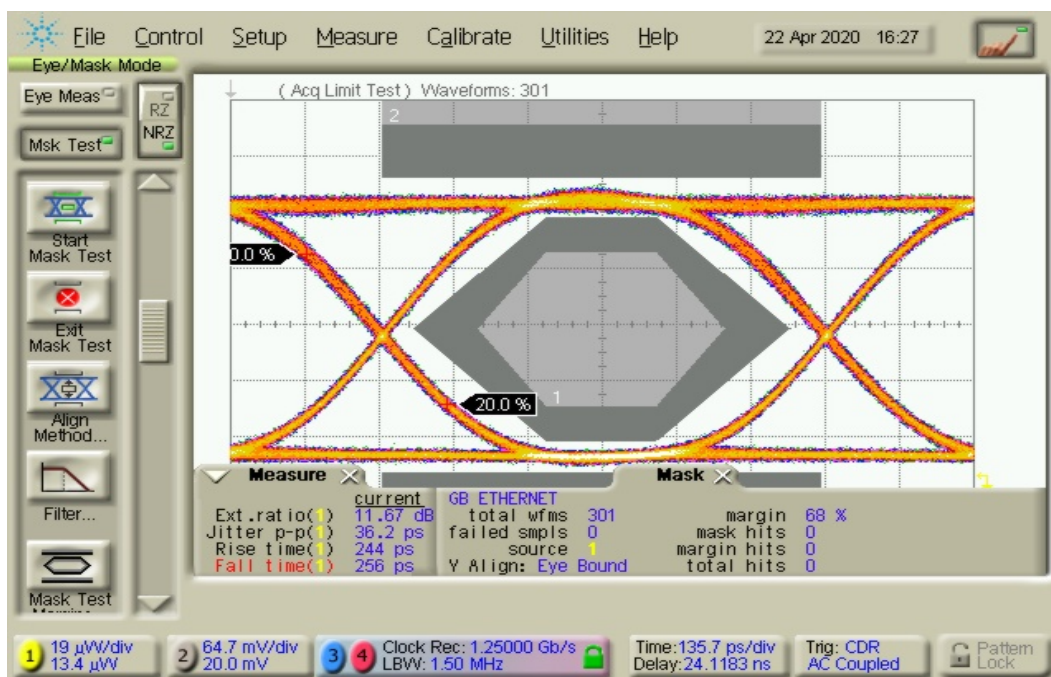 File Control Setup Measure Calibrate Utilities Help 22 Apr 2020 16:27
Eye/Mask Mode
Eye Meas
RZ
NRZ
Msk Test
Start
Mask Test
Exit
Mask Test
Align
Method...
Filter...
Mask Test
( Acq Limit Test ) Waveforms: 301
2
0.0 %
20.0 %
1
Measure
current
Ext.ratio(1) 11.67 dB
Jitter p-p(1) 36.2 ps
Rise time(1) 244 ps
Fall time(1) 256 ps
Mask
GB ETHERNET
total wfms 301 margin 68 %
failed smpls 0 mask hits 0
source 1 margin hits 0
Y Align: Eye Bound total hits 0
1 19 µW/div
13.4 µW
2 64.7 mV/div
20.0 mV
3 4 Clock Rec: 1.25000 Gb/s
LBW: 1.50 MHz
Time:135.7 ps/div
Delay:24.1183 ns
Trig: CDR
AC Coupled
Pattern
Lock